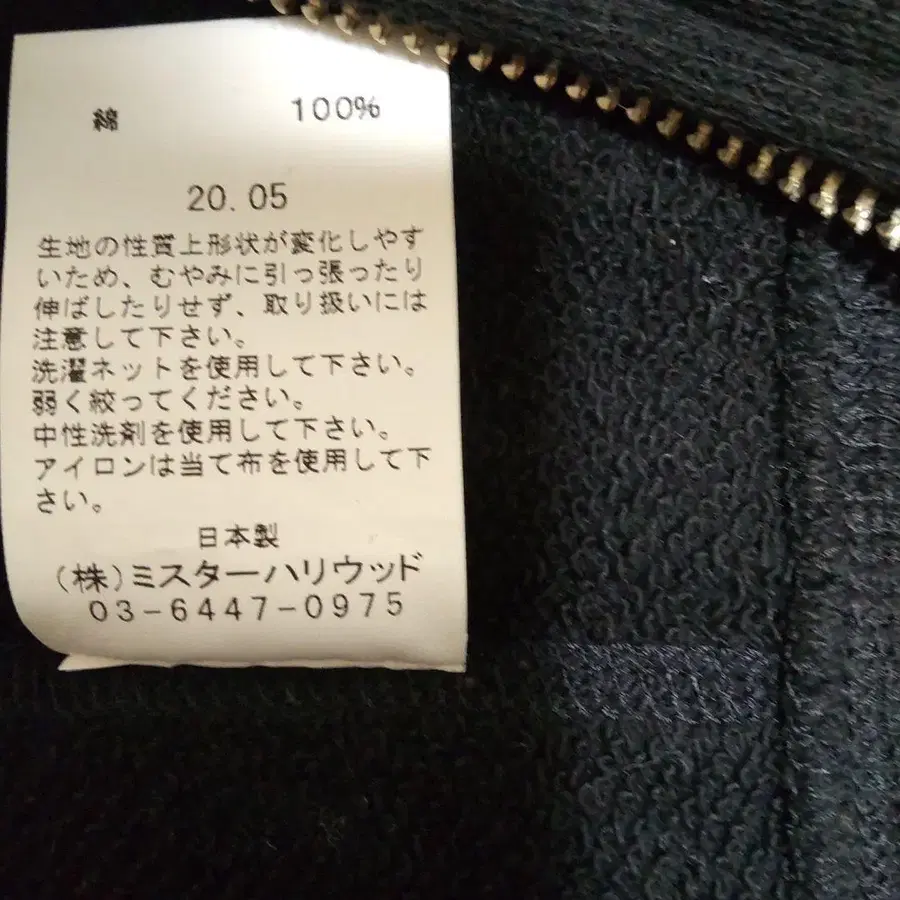 綿 100%
20.05
生地の性質上形状が変化しやす
いため、むやみに引っ張ったり
伸ばしたりせず、取り扱いには
注意して下さい。
洗濯ネットを使用して下さい。
弱く絞ってください。
中性洗剤を使用して下さい。
アイロンは当て布を使用して下
さい。
日本製
(株)ミスターハリウッド
03-6447-0975